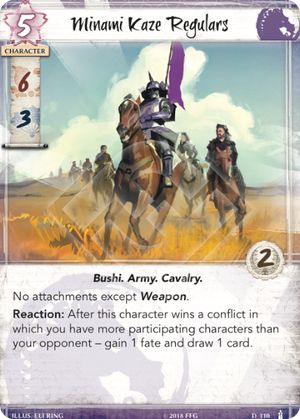 5
Minami Kaze Regulars
CHARACTER
6
3
2
Bushi. Army. Cavalry.
No attachments except Weapon.
Reaction: After this character wins a conflict in
which you have more participating characters than
your opponent – gain 1 fate and draw 1 card.
ILLUS. ELI RING
© 2018 FFG
D 110